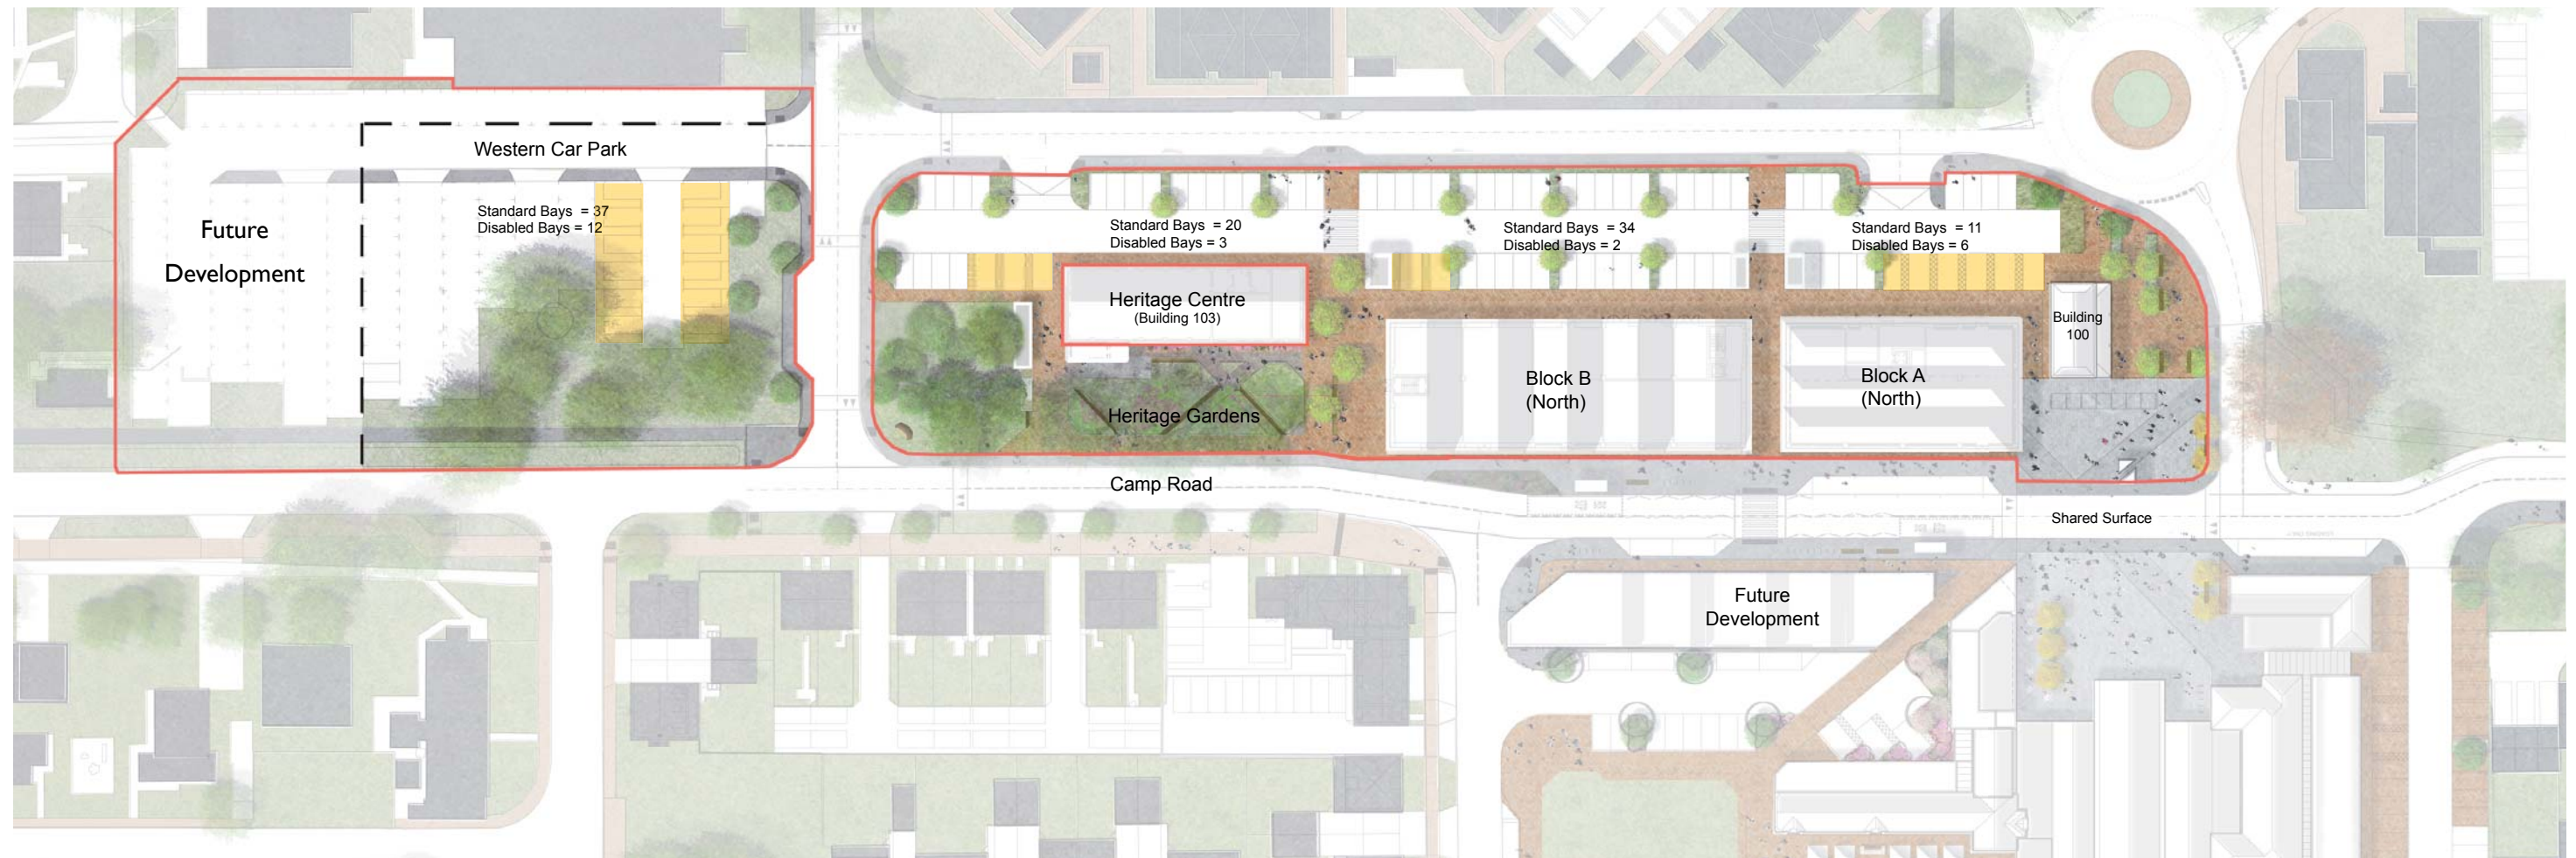 Western Car Park
Standard Bays = 37
Disabled Bays = 12
Future
Development
Standard Bays = 20
Disabled Bays = 3
Standard Bays = 34
Disabled Bays = 2
Standard Bays = 11
Disabled Bays = 6
Heritage Centre
(Building 103)
Building
100
Block B
(North)
Block A
(North)
Heritage Gardens
Camp Road
Shared Surface
Future
Development